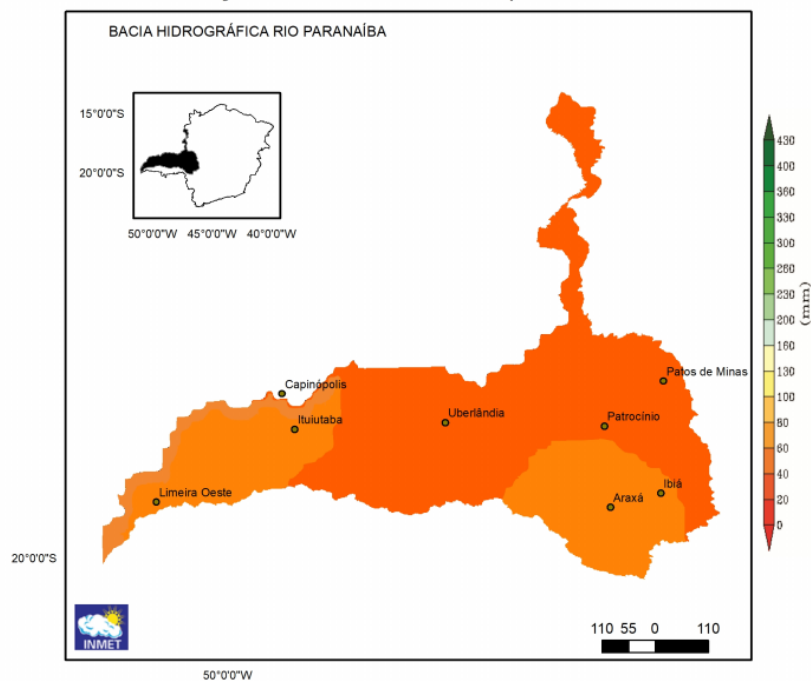 BACIA HIDROGRÁFICA RIO PARANAÍBA
15°0'0"S
20°0'0"S
50°0'0"W 45°0'0"W 40°0'0"W
430
400
360
330
300
260
230
200
160
130
100
80
60
40
20
0
(mm)
Capinópolis
Patos de Minas
Ituiutaba
Uberlândia
Patrocínio
Limeira Oeste
Ibiá
Araxá
20°0'0"S
INMET
110 55 0 110
50°0'0"W